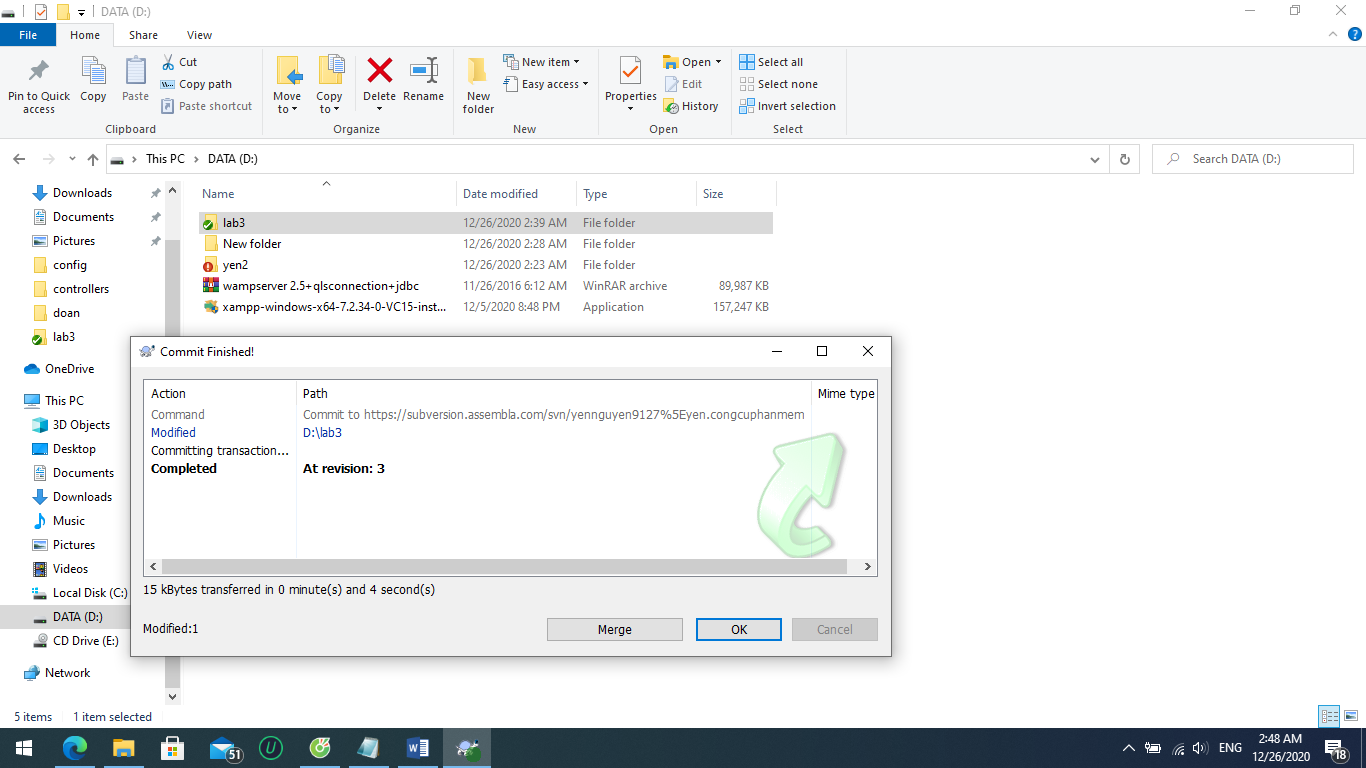 DATA (D:)
File Home Share View
Pin to Quick access
Copy
Paste
Cut
Copy path
Paste shortcut
Clipboard
Move to
Copy to
Delete
Rename
Organize
New folder
New item
Easy access
New
Properties
Open
Edit
History
Open
Select all
Select none
Invert selection
Select
This PC DATA (D:)
Search DATA (D:)
Downloads
Documents
Pictures
config
controllers
doan
lab3
OneDrive
This PC
3D Objects
Desktop
Documents
Downloads
Music
Pictures
Videos
Local Disk (C:)
DATA (D:)
CD Drive (E:)
Network
Name Date modified Type Size
lab3 12/26/2020 2:39 AM File folder
New folder 12/26/2020 2:28 AM File folder
yen2 12/26/2020 2:23 AM File folder
wampserver 2.5+qlsconnection+jdbc 11/26/2016 6:12 AM WinRAR archive 89,987 KB
xampp-windows-x64-7.2.34-0-VC15-inst... 12/5/2020 8:48 PM Application 157,247 KB
Commit Finished!
Action Path Mime type
Command Commit to https://subversion.assembla.com/svn/yennguyen9127%5Eyen.congcuphanmem
Modified D:\lab3
Committing transaction...
Completed At revision: 3
15 kBytes transferred in 0 minute(s) and 4 second(s)
Modified:1
Merge OK Cancel
5 items 1 item selected
51
ENG
2:48 AM
12/26/2020
18